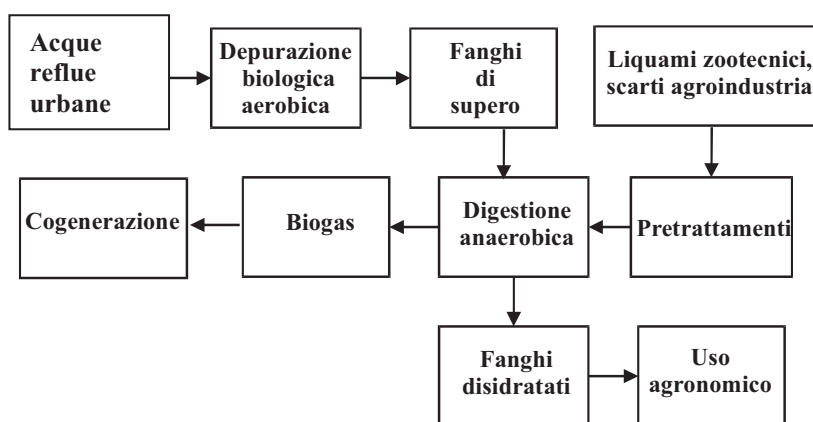 Acque
reflue
urbane
Depurazione
biologica
aerobica
Fanghi
di
supero
Liquami zootecnici,
scarti agroindustria
Cogenerazione
Biogas
Digestione
anaerobica
Pretrattamenti
Fanghi
disidratati
Uso
agronomico